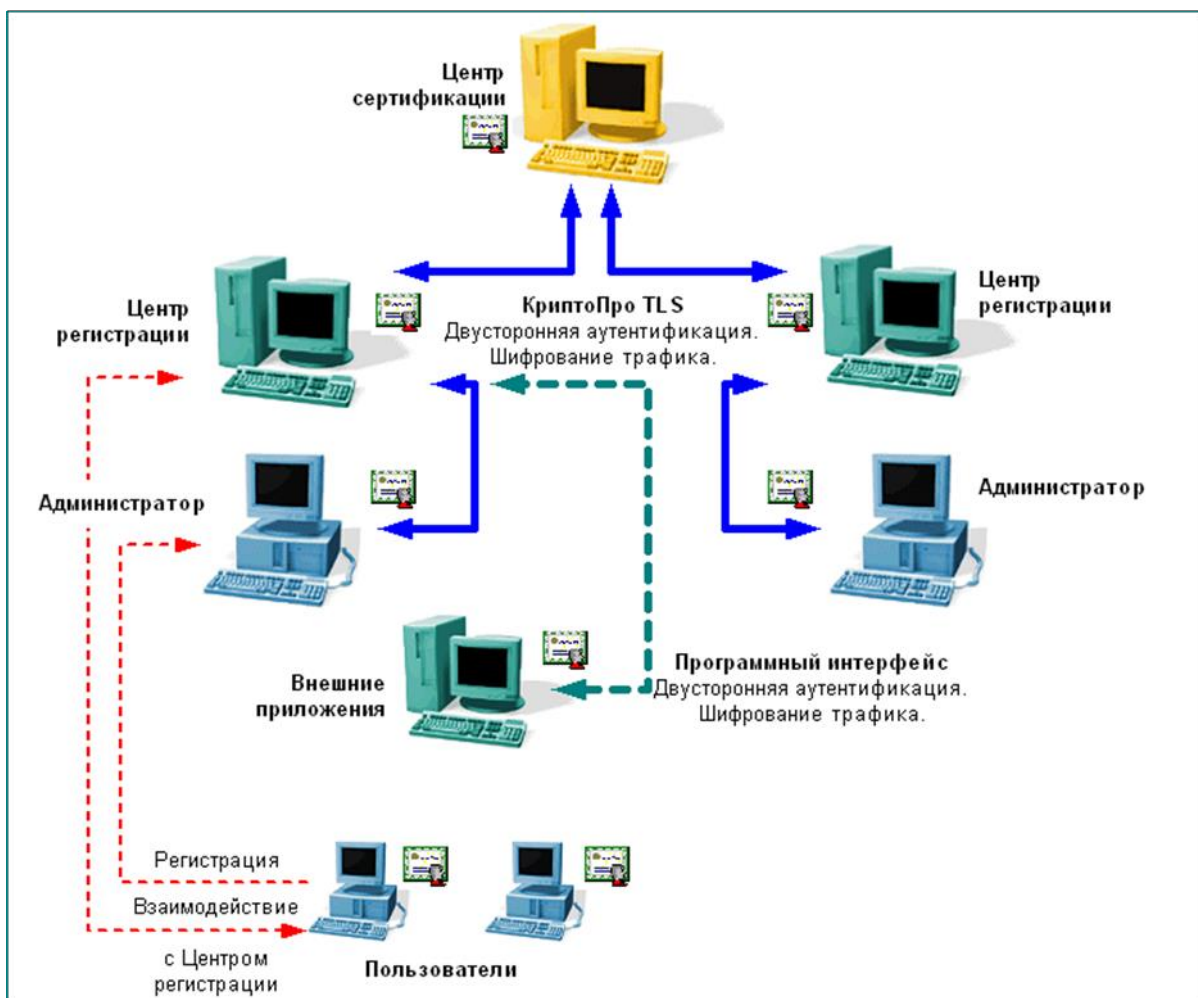 Центр
сертификации
Центр
регистрации
КриптоПро TLS
Двусторонняя аутентификация.
Шифрование трафика.
Центр
регистрации
Администратор
Администратор
Внешние
приложения
Программный интерфейс
Двусторонняя аутентификация.
Шифрование трафика.
Регистрация
Взаимодействие
с Центром
регистрации
Пользователи